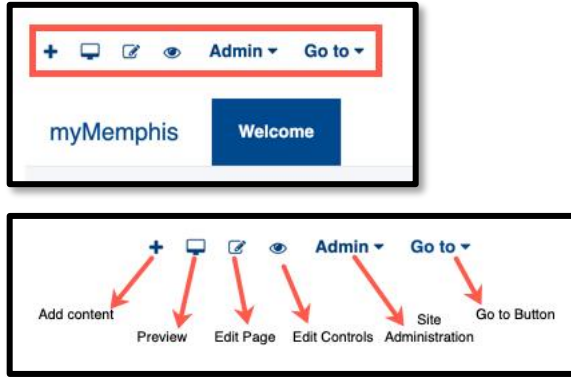 Admin Go to
myMemphis Welcome
Admin Go to
Add content
Preview
Edit Page
Edit Controls
Site
Administration
Go to Button